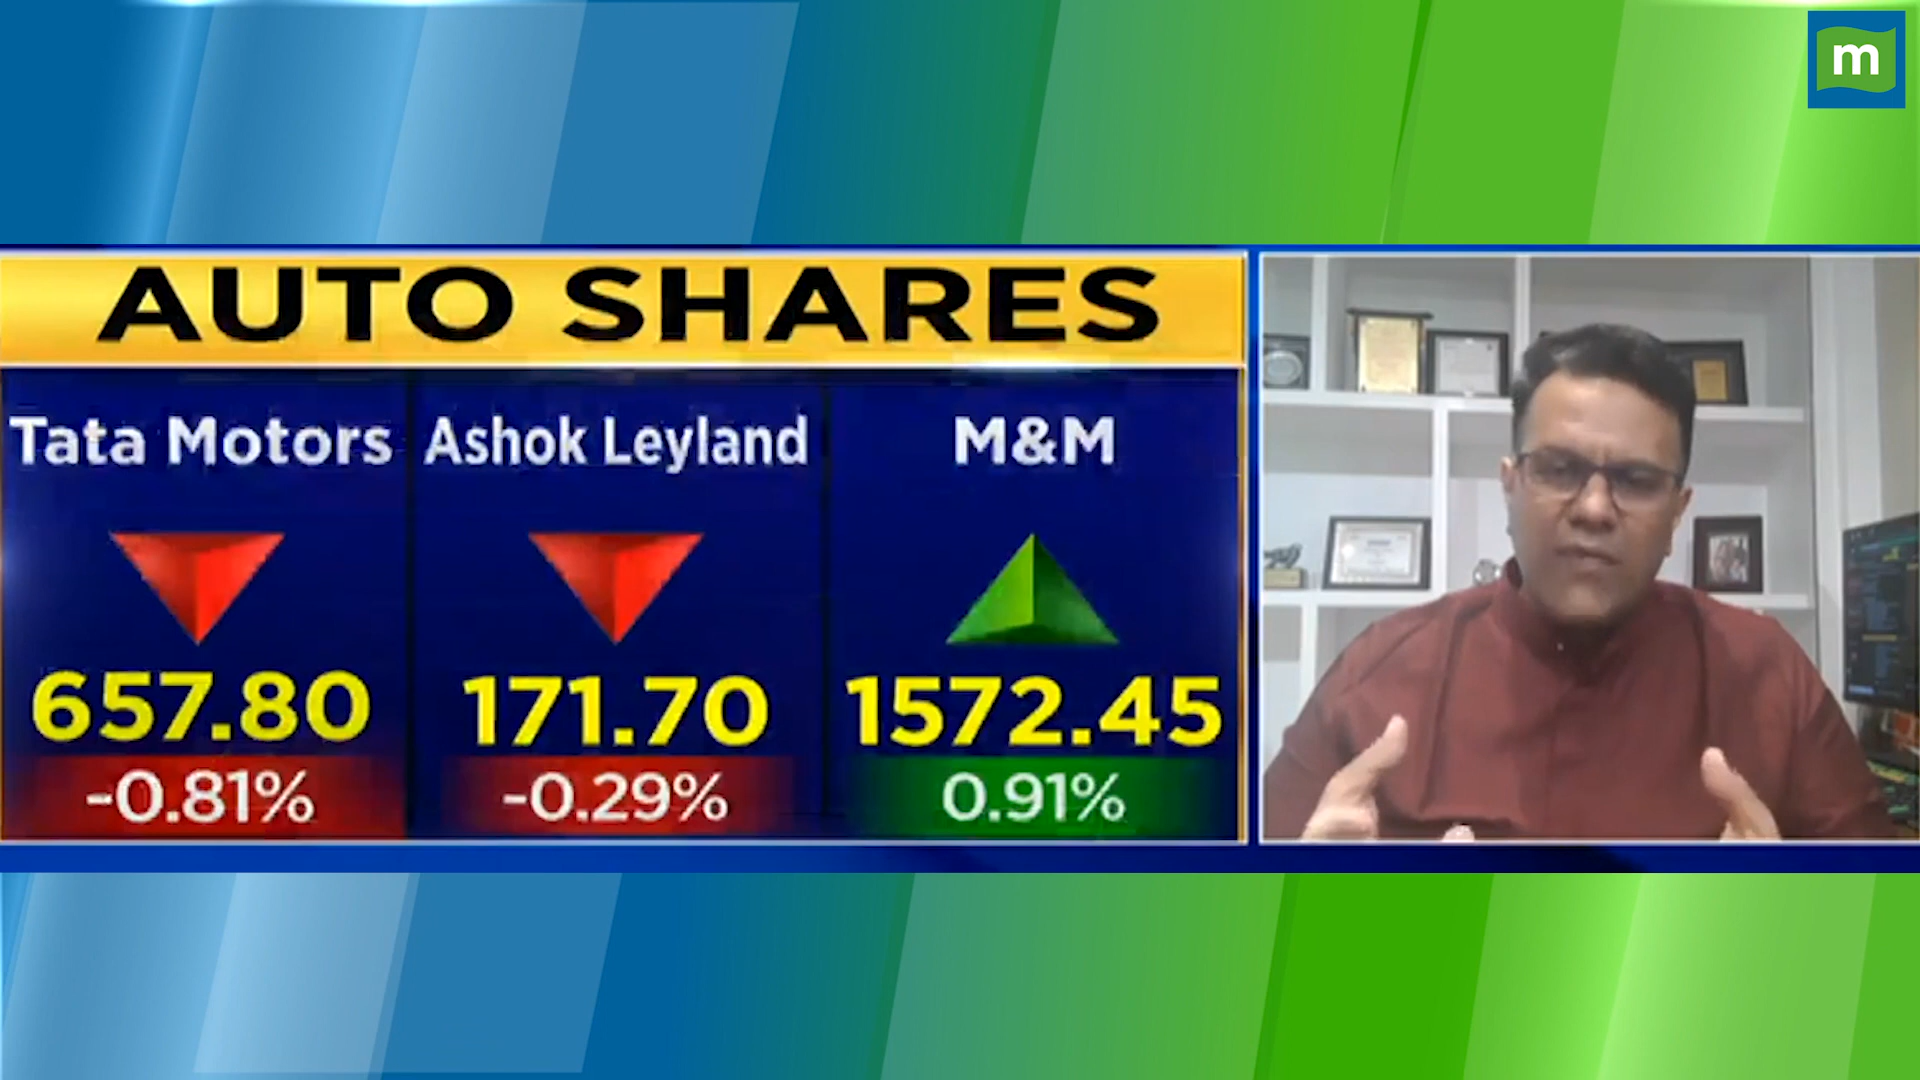 m
AUTO SHARES
Tata Motors Ashok Leyland M&M
657.80 171.70 1572.45
-0.81% -0.29% 0.91%